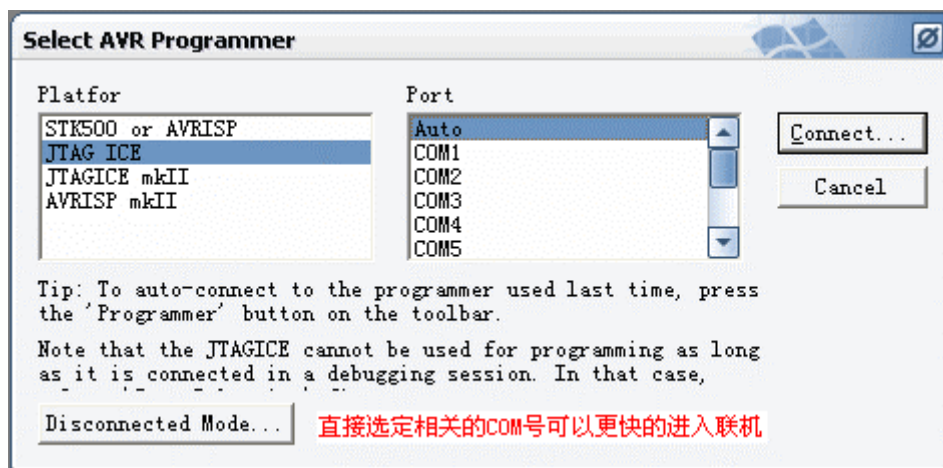 Select AVR Programmer
Platfor
Port
STK500 or AVRISP
JTAG ICE
JTAGICE mkII
AVRISP mkII
Auto
COM1
COM2
COM3
COM4
COM5
Connect...
Cancel
Tip: To auto-connect to the programmer used last time, press
the 'Programmer' button on the toolbar.
Note that the JTAGICE cannot be used for programming as long
as it is connected in a debugging session. In that case,
Disconnected Mode...
直接选定相关的COM号可以更快的进入联机